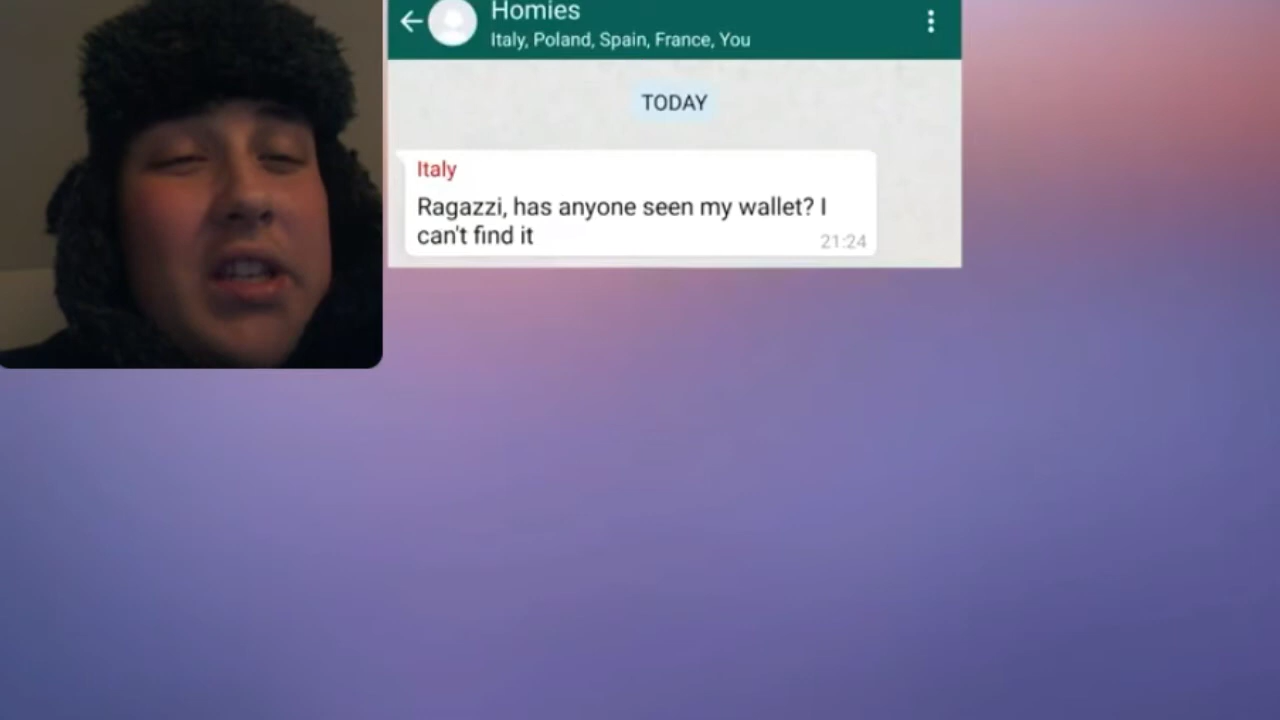 Homies
Italy, Poland, Spain, France, You
TODAY
Italy
Ragazzi, has anyone seen my wallet? I
can't find it
21:24